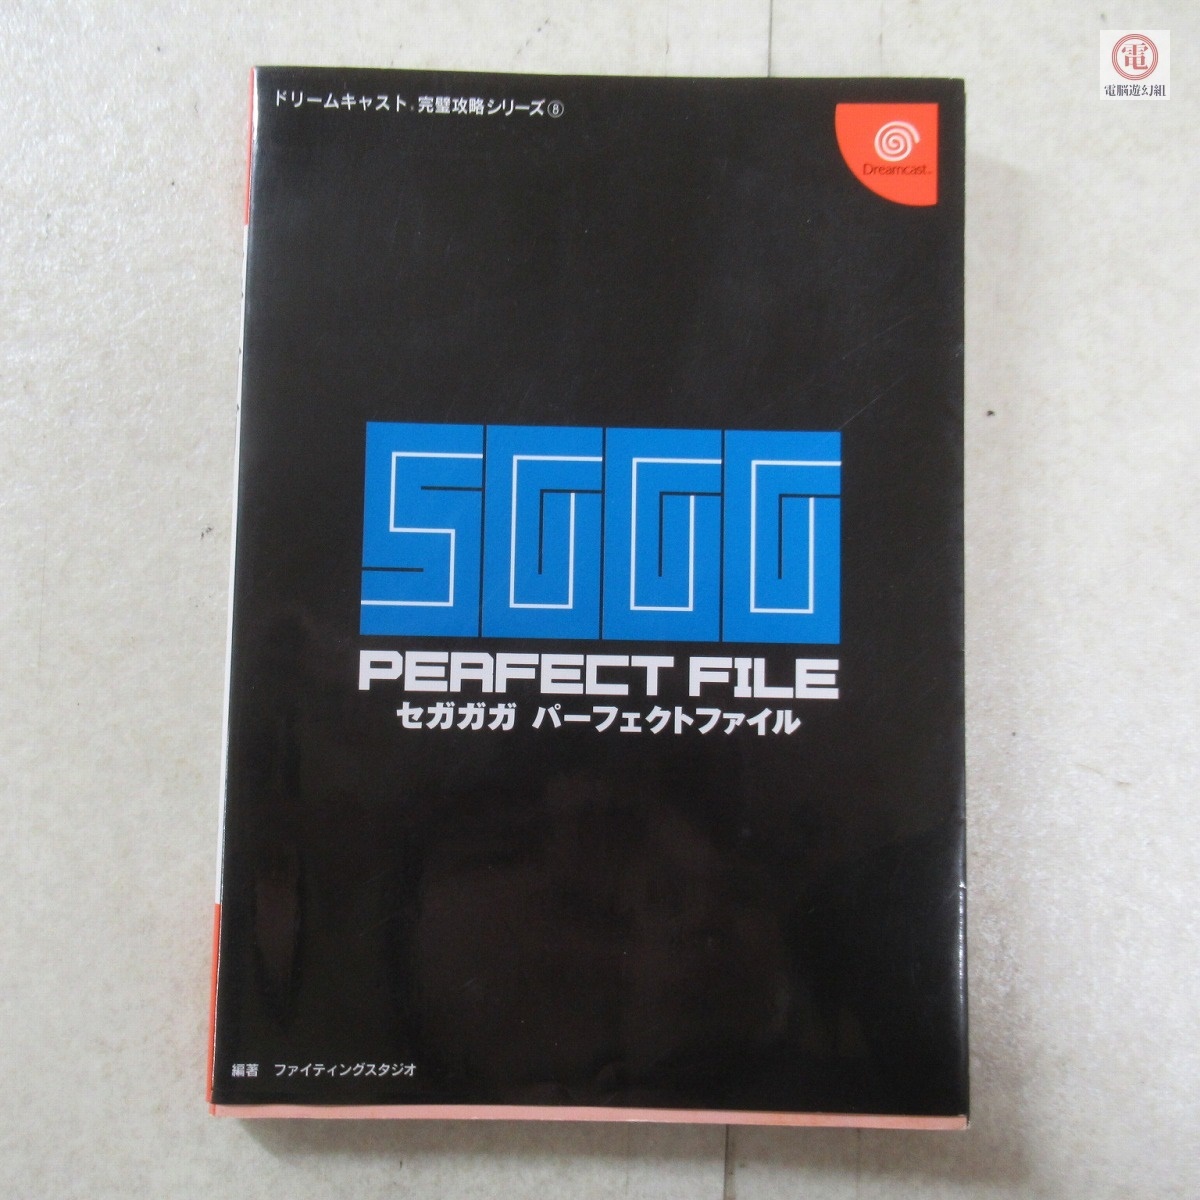 ドリームキャスト® 完璧攻略シリーズ⑧
電
電脳遊幻組
Dreamcast™
SGGG
PERFECT FILE
セガガガ パーフェクトファイル
編著 ファイティングスタジオ